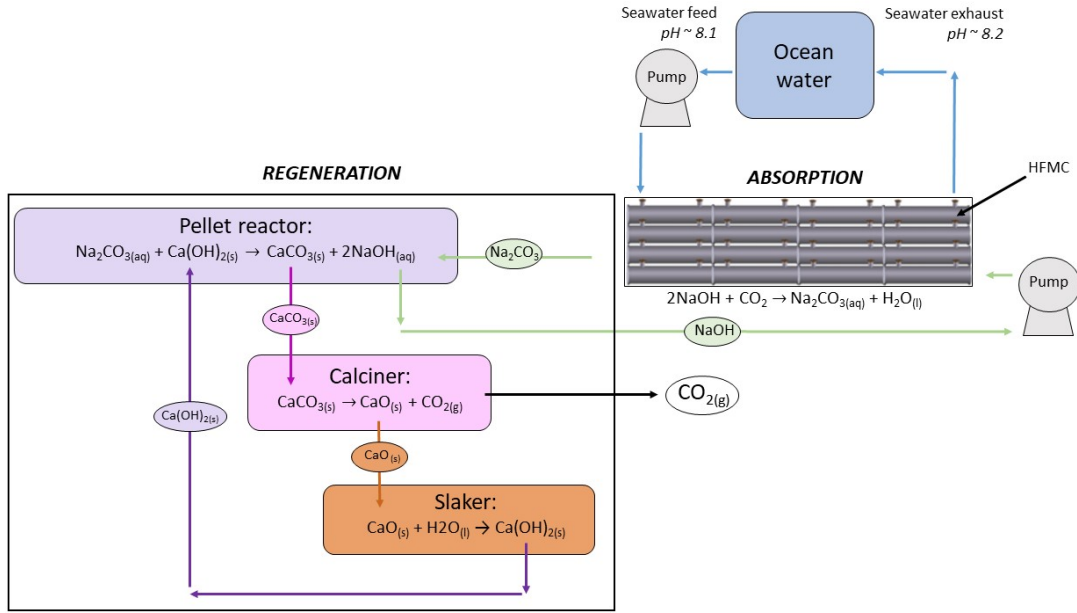 Seawater feed
pH ~ 8.1
Seawater exhaust
pH ~ 8.2
Ocean
water
Pump
REGENERATION
ABSORPTION
HFMC
Pellet reactor:
Na₂CO₃(aq) + Ca(OH)₂(s) → CaCO₃(s) + 2NaOH(aq)
Na₂CO₃
2NaOH + CO₂ → Na₂CO₃(aq) + H₂O(l)
Pump
CaCO₃(s)
NaOH
Calciner:
CaCO₃(s) → CaO(s) + CO₂(g)
CO₂(g)
Ca(OH)₂(s)
CaO(s)
Slaker:
CaO(s) + H2O(l) → Ca(OH)₂(s)